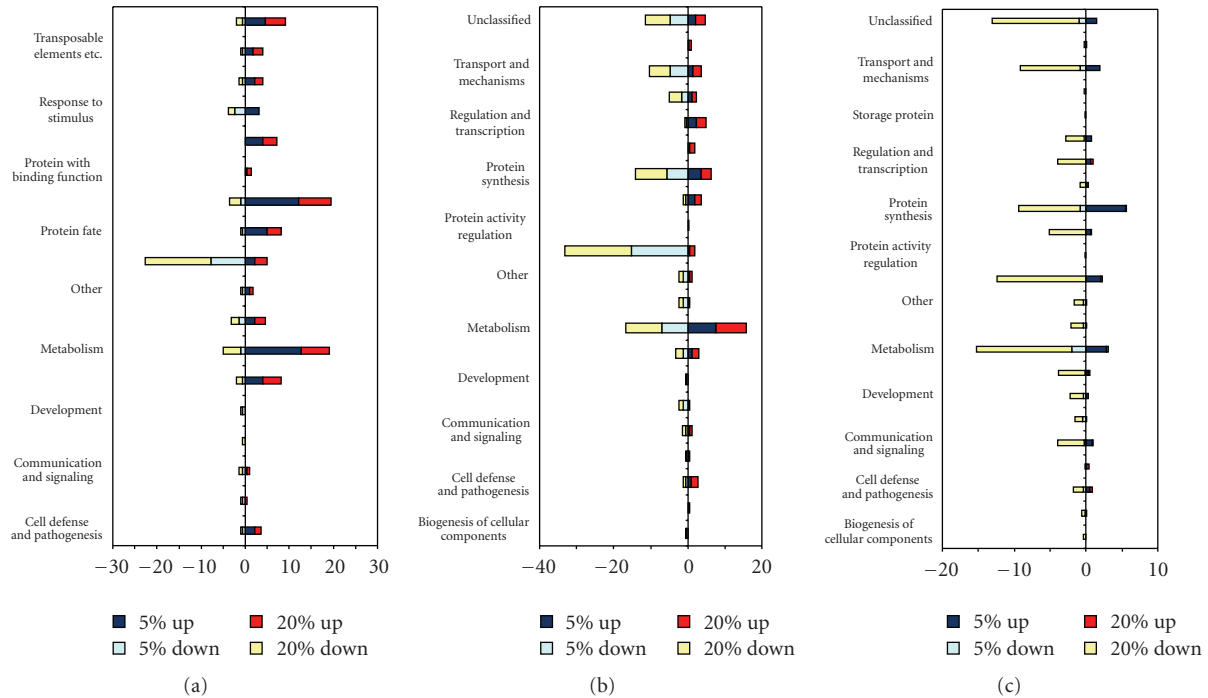 Transposable
elements etc.
Response to
stimulus
Protein with
binding function
Protein fate
Other
Metabolism
Development
Communication
and signaling
Cell defense
and pathogenesis
−30 −20 −10 0 10 20 30
5% up 20% up
5% down 20% down
(a)
Unclassified
Transport and
mechanisms
Regulation and
transcription
Protein
synthesis
Protein activity
regulation
Other
Metabolism
Development
Communication
and signaling
Cell defense
and pathogenesis
Biogenesis of cellular
components
−40 −20 0 20
5% up 20% up
5% down 20% down
(b)
Unclassified
Transport and
mechanisms
Storage protein
Regulation and
transcription
Protein
synthesis
Protein activity
regulation
Other
Metabolism
Development
Communication
and signaling
Cell defense
and pathogenesis
Biogenesis of
cellular components
−20 −10 0 10
5% up 20% up
5% down 20% down
(c)